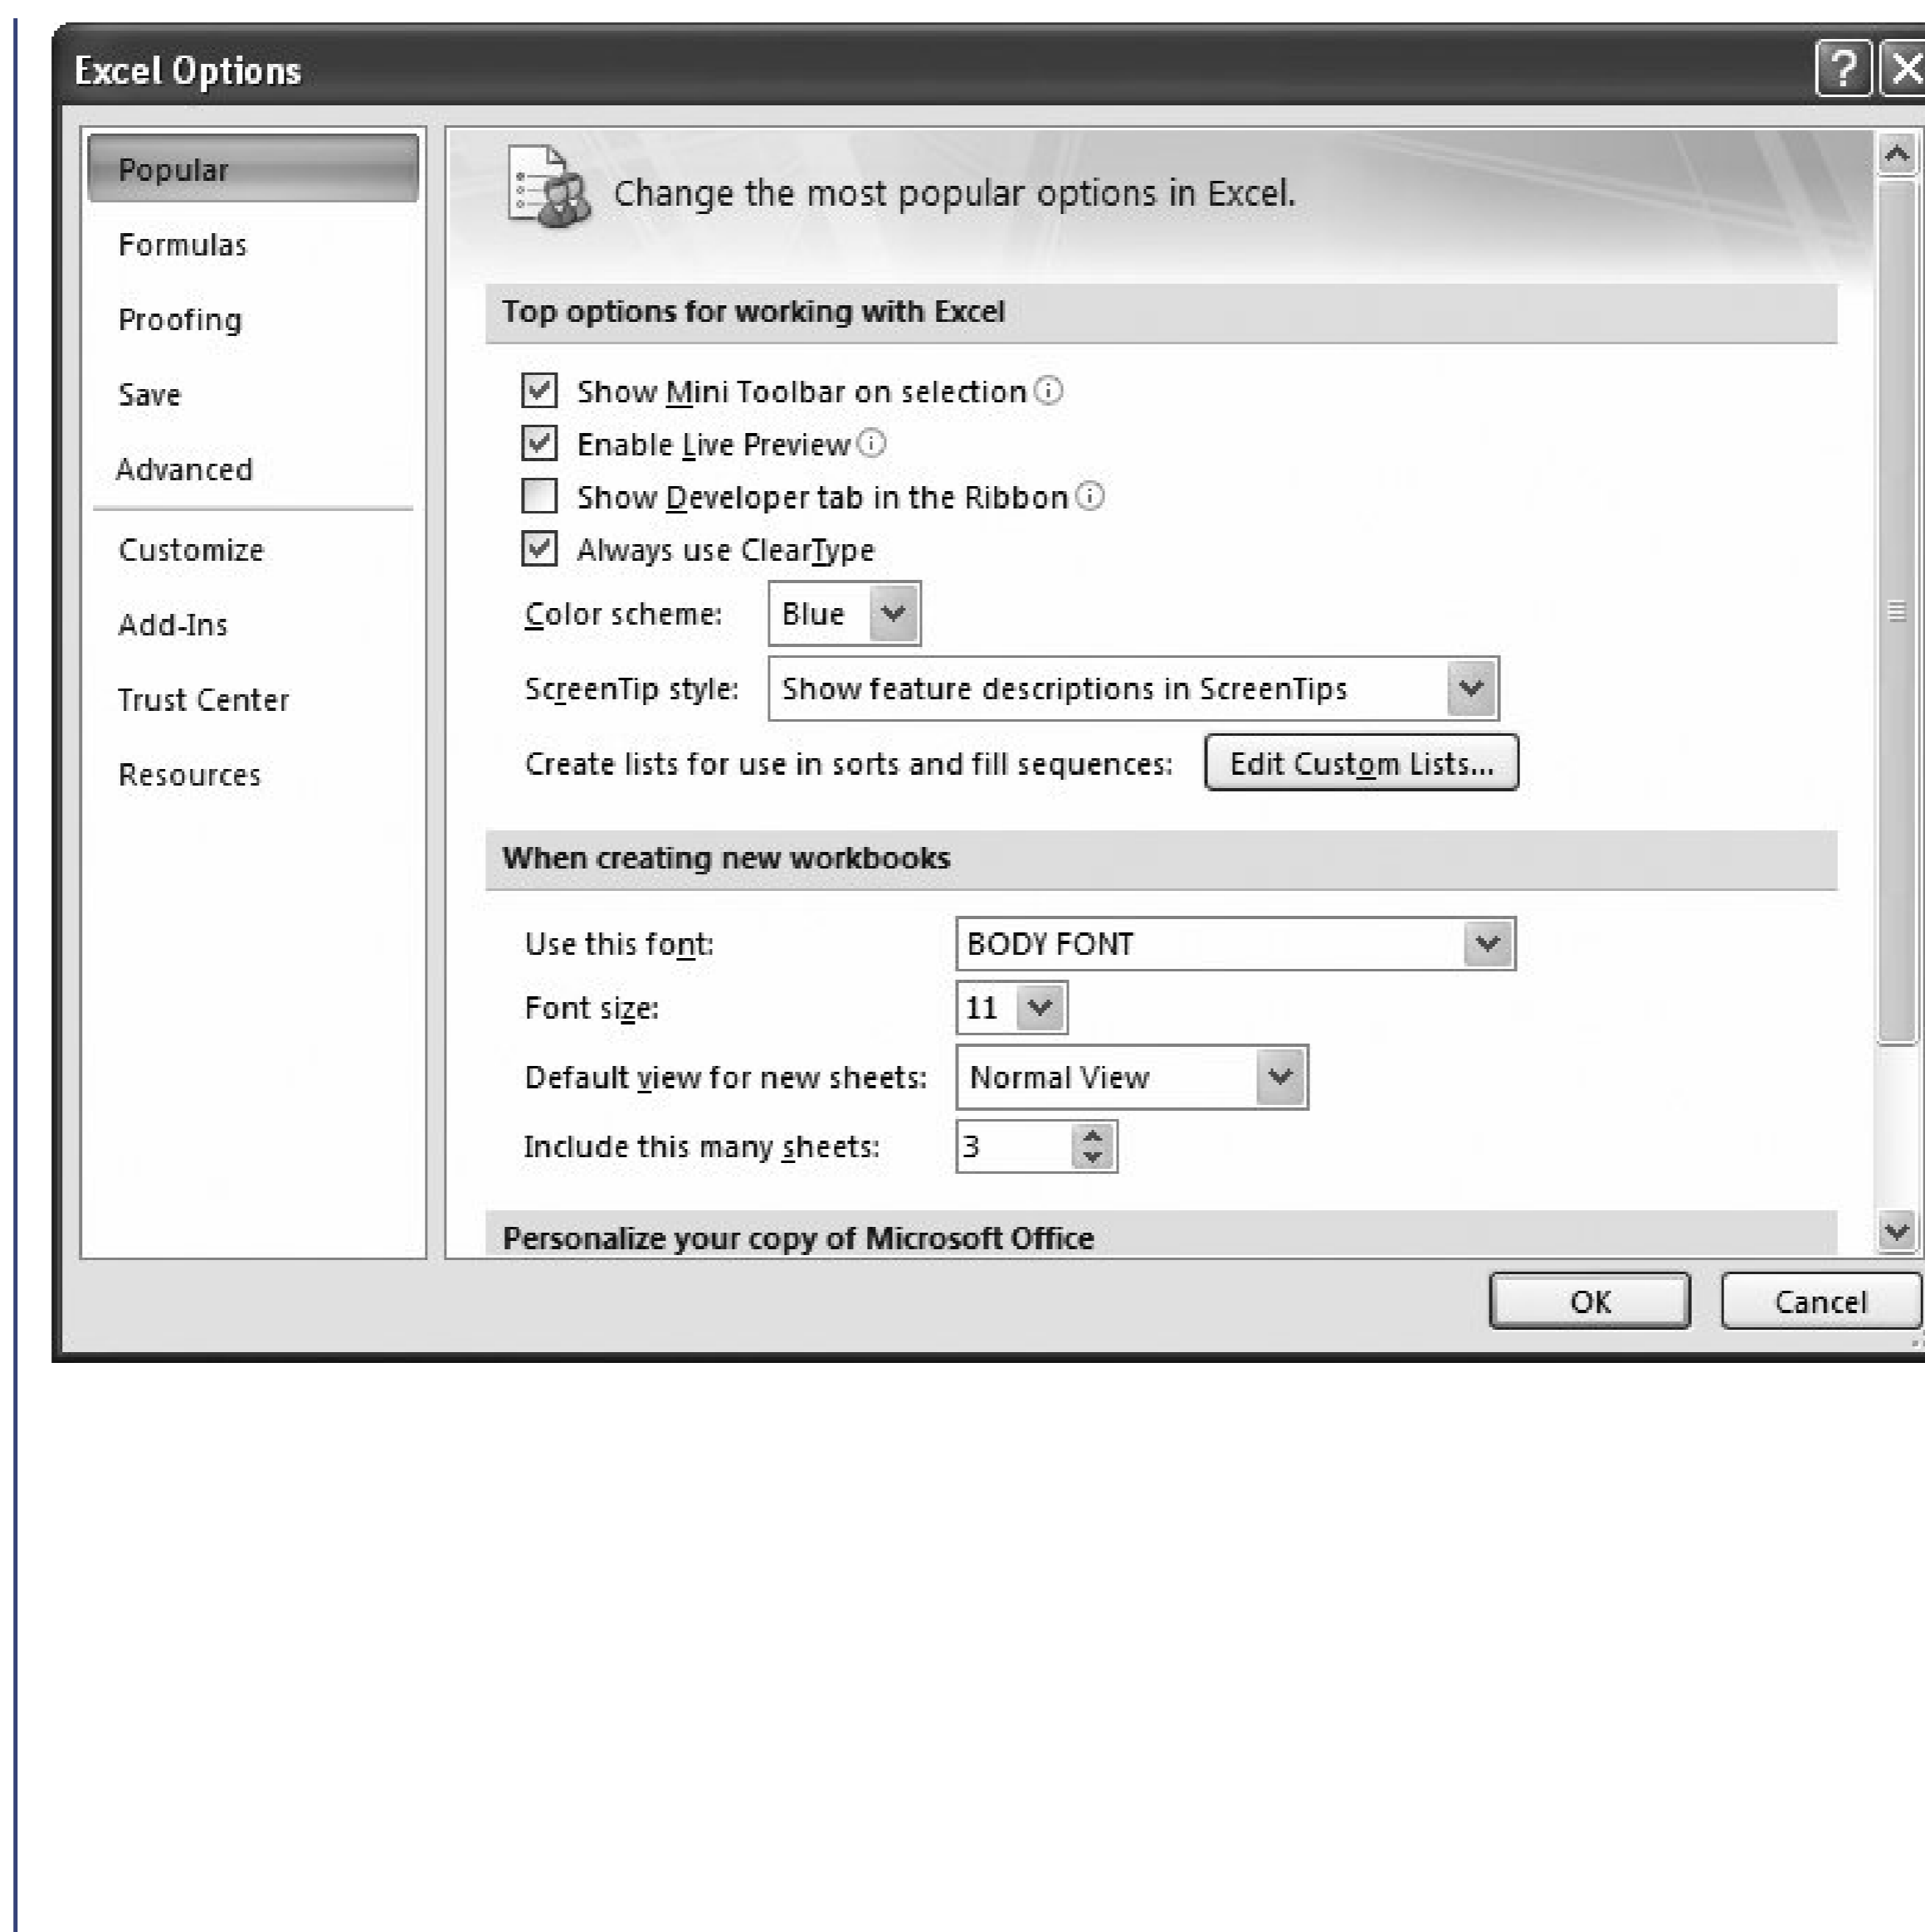 Excel Options
Popular
Formulas
Proofing
Save
Advanced
Customize
Add-Ins
Trust Center
Resources
Change the most popular options in Excel.
Top options for working with Excel
Show Mini Toolbar on selection
Enable Live Preview
Show Developer tab in the Ribbon
Always use ClearType
Color scheme: Blue
ScreenTip style: Show feature descriptions in ScreenTips
Create lists for use in sorts and fill sequences: Edit Custom Lists...
When creating new workbooks
Use this font: BODY FONT
Font size: 11
Default view for new sheets: Normal View
Include this many sheets: 3
Personalize your copy of Microsoft Office
OK Cancel